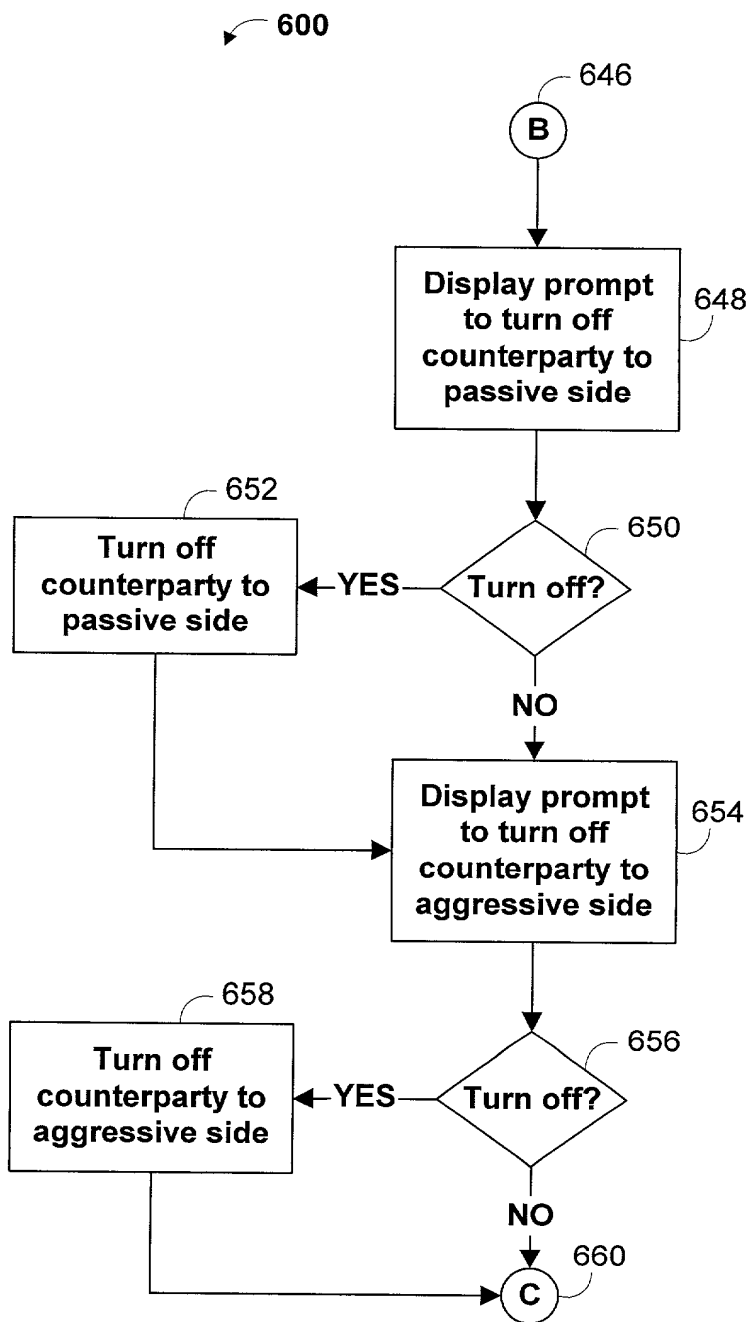 600
646
B
Display prompt
to turn off
counterparty to
passive side
648
650
Turn off?
YES
652
Turn off
counterparty to
passive side
NO
Display prompt
to turn off
counterparty to
aggressive side
654
656
Turn off?
YES
658
Turn off
counterparty to
aggressive side
NO
C
660